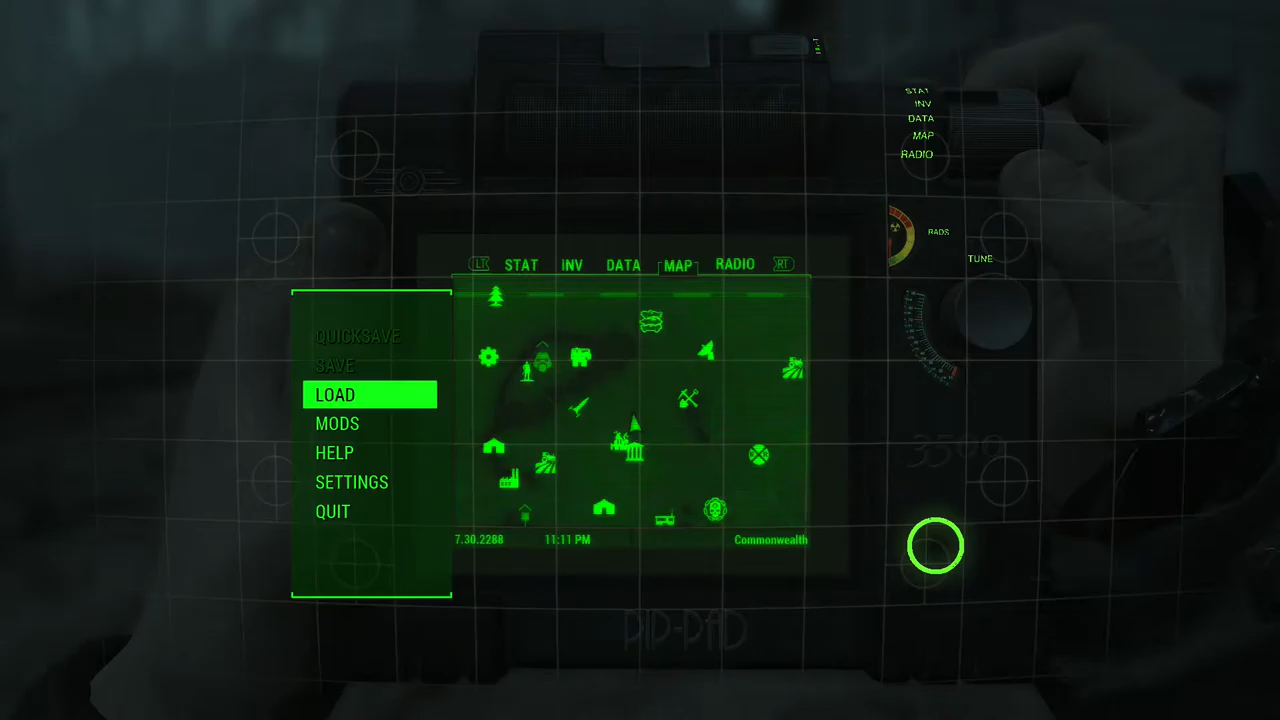 STAT
INV
DATA
MAP
RADIO
RADS
TUNE
LT STAT INV DATA MAP RADIO RT
QUICKSAVE
SAVE
LOAD
MODS
HELP
SETTINGS
QUIT
7.30.2288 11:11 PM Commonwealth
3500
PIP-PAD